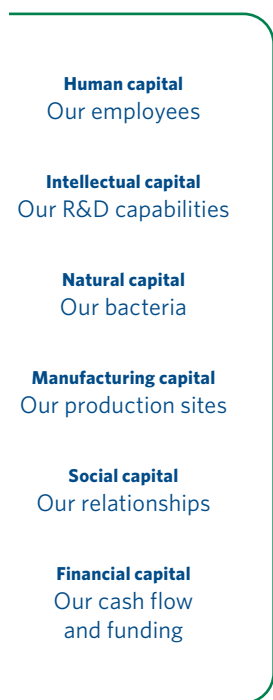 Human capital
Our employees
Intellectual capital
Our R&D capabilities
Natural capital
Our bacteria
Manufacturing capital
Our production sites
Social capital
Our relationships
Financial capital
Our cash flow
and funding